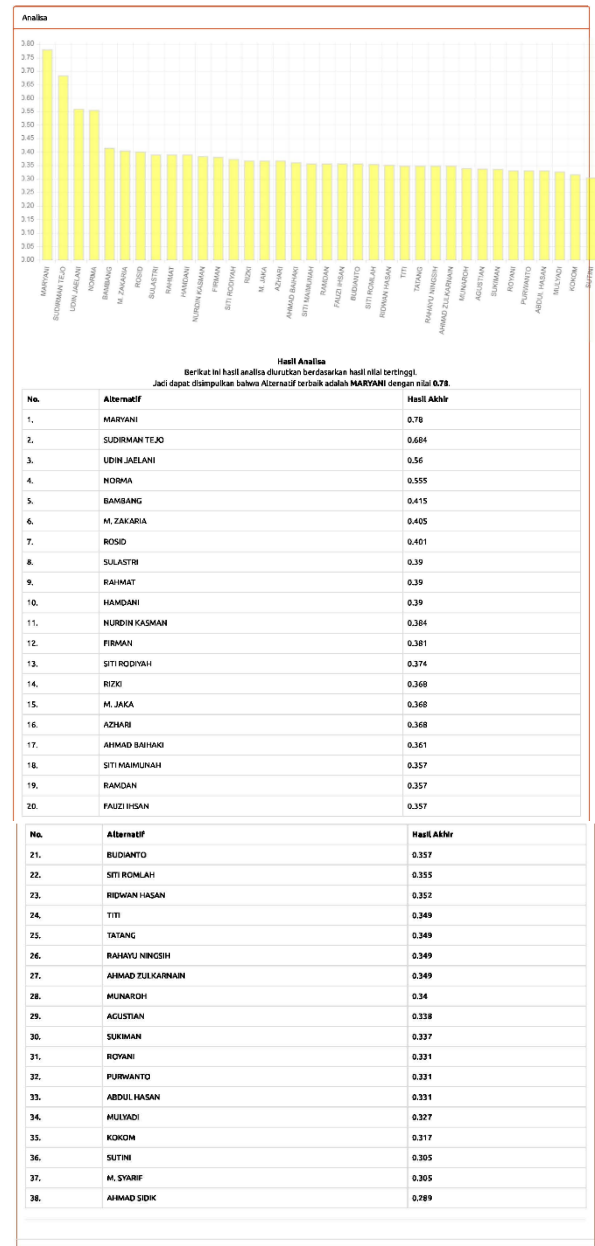 Analisa
3.80
3.75
3.70
3.65
3.60
3.55
3.50
3.45
3.40
3.35
3.30
3.25
3.20
3.15
3.10
3.05
3.00
MARYANI
SUDIRMAN TEJO
UDIN JAELANI
NORMA
BAMBANG
M. ZAKARIA
ROSID
SULASTRI
RAHMAT
HAMDANI
NURDIN KASMAN
FIRMAN
SITI RODIYAH
RIZKI
M. JAKA
AZHARI
AHMAD BAIHAKI
SITI MAIMUNAH
RAMDAN
FAUZI IHSAN
BUDIANTO
SITI ROMLAH
RIDWAN HASAN
TITI
TATANG
RAHAYU NINGSIH
AHMAD ZULKARNAIN
MUNAROH
AGUSTIAN
SUKIMAN
ROYANI
PURWANTO
ABDUL HASAN
MULYADI
KOKOM
SUTINI
Hasil Analisa
Berikat ini hasil analisa diurutkan berdasarkan hasil nilai tertinggi.
Jadi dapat disimpulkan bahwa Alternatif terbaik adalah MARYANI dengan nilai 0.78.
No. Alternatif Hasil Akhir
1. MARYANI 0.78
2. SUDIRMAN TEJO 0.684
3. UDIN JAELANI 0.56
4. NORMA 0.555
5. BAMBANG 0.415
6. M. ZAKARIA 0.405
7. ROSID 0.401
8. SULASTRI 0.39
9. RAHMAT 0.39
10. HAMDANI 0.39
11. NURDIN KASMAN 0.384
12. FIRMAN 0.381
13. SITI RODIYAH 0.374
14. RIZKI 0.368
15. M. JAKA 0.368
16. AZHARI 0.368
17. AHMAD BAIHAKI 0.361
18. SITI MAIMUNAH 0.357
19. RAMDAN 0.357
20. FAUZI IHSAN 0.357
No. Alternatif Hasil Akhir
21. BUDIANTO 0.357
22. SITI ROMLAH 0.355
23. RIDWAN HASAN 0.352
24. TITI 0.349
25. TATANG 0.349
26. RAHAYU NINGSIH 0.349
27. AHMAD ZULKARNAIN 0.349
28. MUNAROH 0.34
29. AGUSTIAN 0.338
30. SUKIMAN 0.337
31. ROYANI 0.331
32. PURWANTO 0.331
33. ABDUL HASAN 0.331
34. MULYADI 0.327
35. KOKOM 0.317
36. SUTINI 0.305
37. M. SYARIF 0.305
38. AHMAD SIDIK 0.289